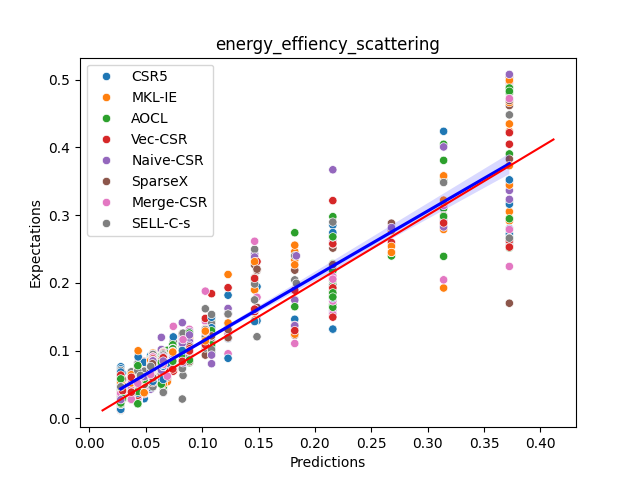 energy_effiency_scattering
CSR5
MKL-IE
AOCL
Vec-CSR
Naive-CSR
SparseX
Merge-CSR
SELL-C-s
0.5
0.4
0.3
0.2
0.1
0.0
Expectations
0.00 0.05 0.10 0.15 0.20 0.25 0.30 0.35 0.40
Predictions